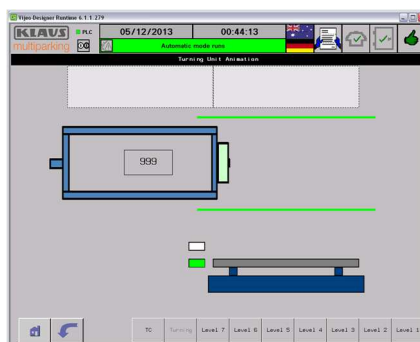 Vijeo-Designer Runtime 6.1.1.279
KLAUS
multiparking
PLC
05/12/2013
00:44:13
Automatic mode runs
Turning Unit Animation
999
TC
Turning
Level 7
Level 6
Level 5
Level 4
Level 3
Level 2
Level 1